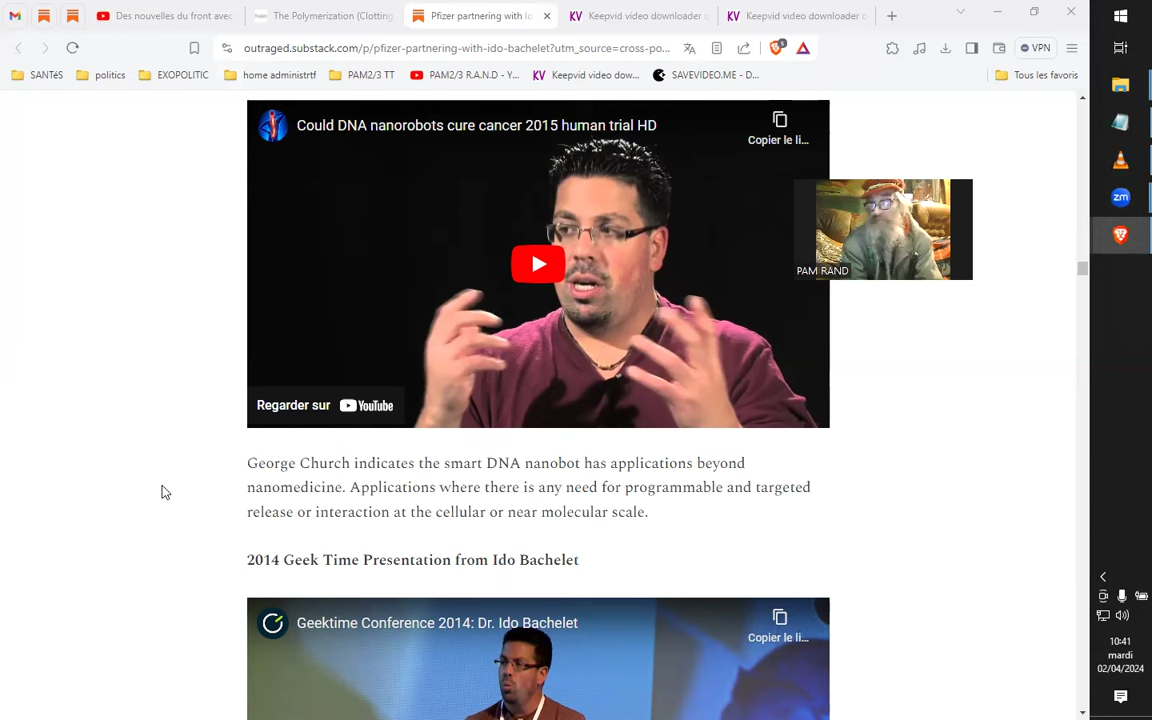 Des nouvelles du front avec
The Polymerization (Clotting
Pfizer partnering with Ido
KV Keepvid video downloader o
KV Keepvid video downloader o
outraged.substack.com/p/pfizer-partnering-with-ido-bachelet?utm_source=cross-po...
VPN
SANTéS
politics
EXOPOLITIC
home administrtf
PAM2/3 TT
PAM2/3 R.A.N.D - Y...
KV Keepvid video dow...
SAVEVIDEO.ME - D...
Tous les favoris
Could DNA nanorobots cure cancer 2015 human trial HD
Copier le li...
zm
PAM RAND
Regarder sur YouTube
George Church indicates the smart DNA nanobot has applications beyond
nanomedicine. Applications where there is any need for programmable and targeted
release or interaction at the cellular or near molecular scale.
2014 Geek Time Presentation from Ido Bachelet
Geektime Conference 2014: Dr. Ido Bachelet
Copier le li...
10:41
mardi
02/04/2024